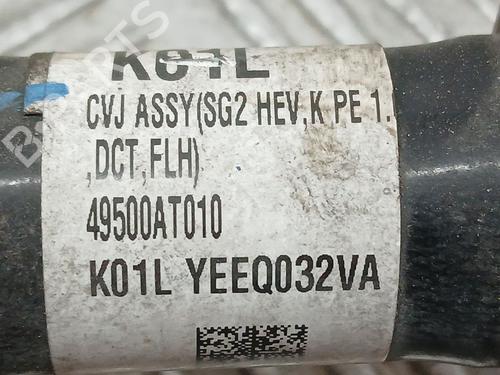 K01L
CVJ ASSY(SG2 HEV,K PE 1.
,DCT,FLH)
49500AT010
K01L YEEQ032VA